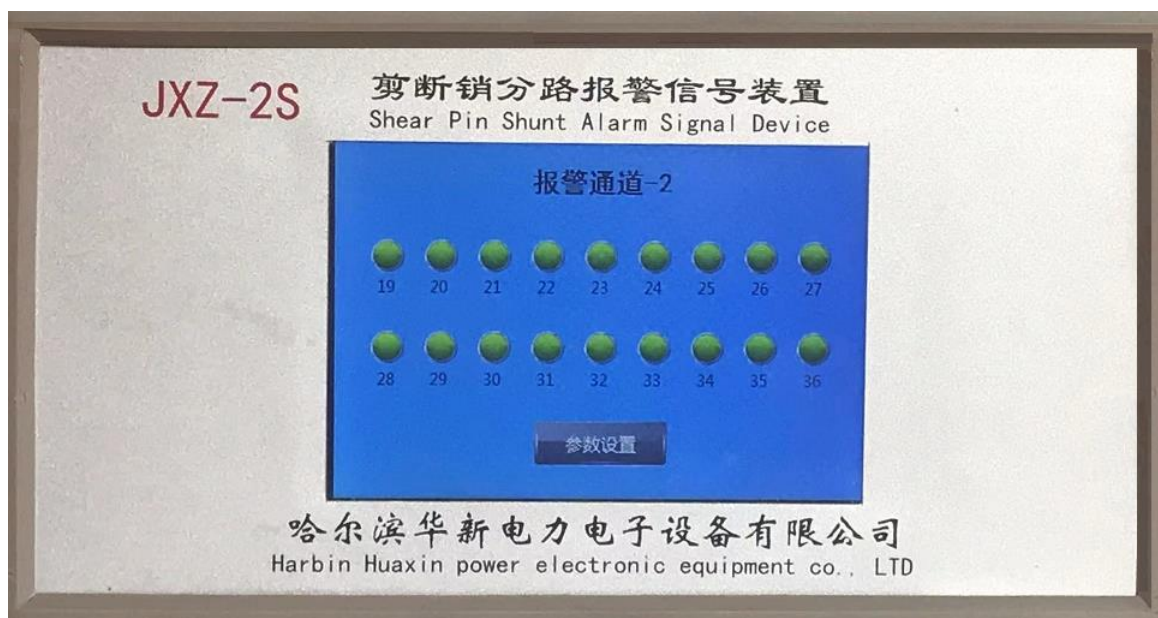 JXZ-2S
剪断销分路报警信号装置
Shear Pin Shunt Alarm Signal Device
报警通道-2
19 20 21 22 23 24 25 26 27
28 29 30 31 32 33 34 35 36
参数设置
哈尔滨华新电力电子设备有限公司
Harbin Huaxin power electronic equipment co., LTD